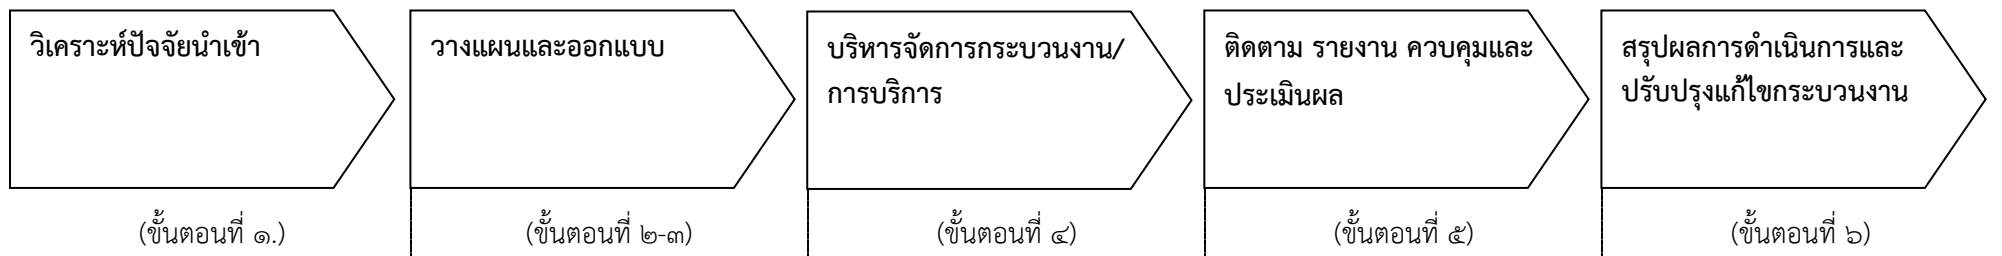 วิเคราะห์ปัจจัยนำเข้า
วางแผนและออกแบบ
บริหารจัดการกระบวนงาน/
การบริการ
ติดตาม รายงาน ควบคุมและ
ประเมินผล
สรุปผลการดำเนินการและ
ปรับปรุงแก้ไขกระบวนงาน
(ขั้นตอนที่ ๑.)
(ขั้นตอนที่ ๒-๓)
(ขั้นตอนที่ ๔)
(ขั้นตอนที่ ๕)
(ขั้นตอนที่ ๖)